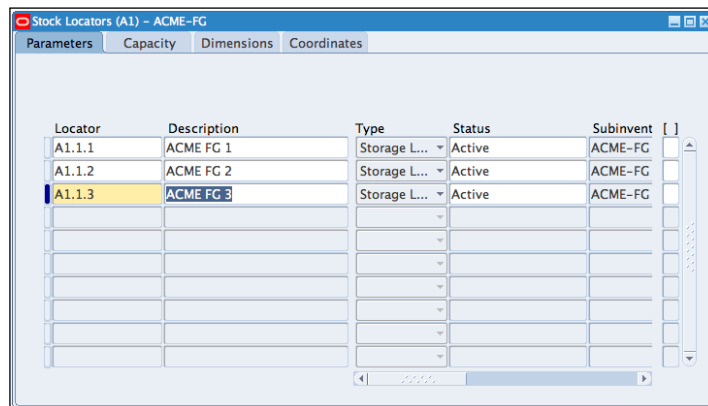 Stock Locators (A1) – ACME–FG
Parameters Capacity Dimensions Coordinates
Locator Description Type Status Subinvent [ ]
A1.1.1 ACME FG 1 Storage L... Active ACME–FG
A1.1.2 ACME FG 2 Storage L... Active ACME–FG
A1.1.3 ACME FG 3 Storage L... Active ACME–FG